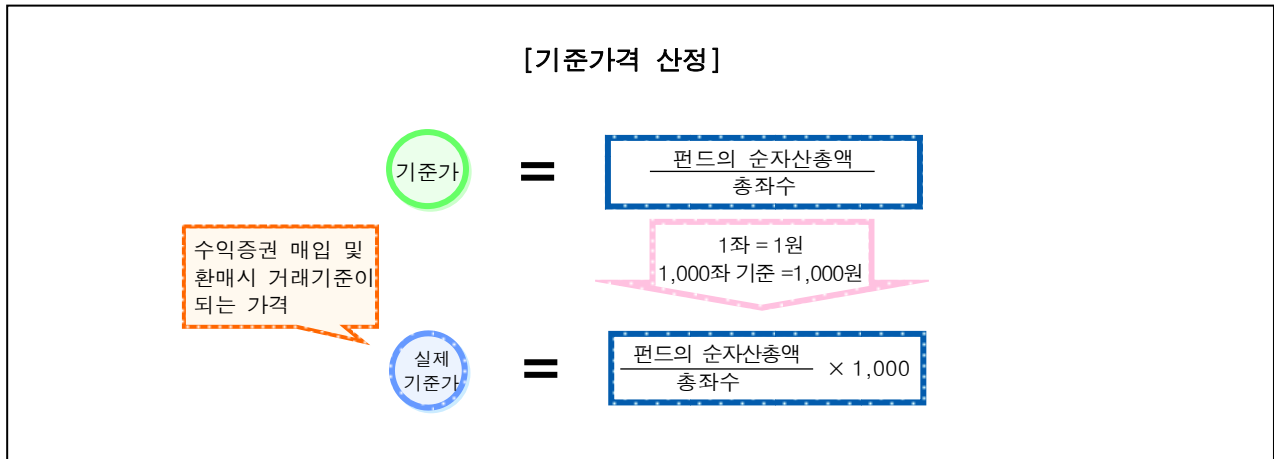 [기준가격 산정]
기준가
=
펀드의 순자산총액
총좌수
1좌 = 1원
1,000좌 기준 =1,000원
수익증권 매입 및
환매시 거래기준이
되는 가격
실제
기준가
=
펀드의 순자산총액
총좌수
× 1,000